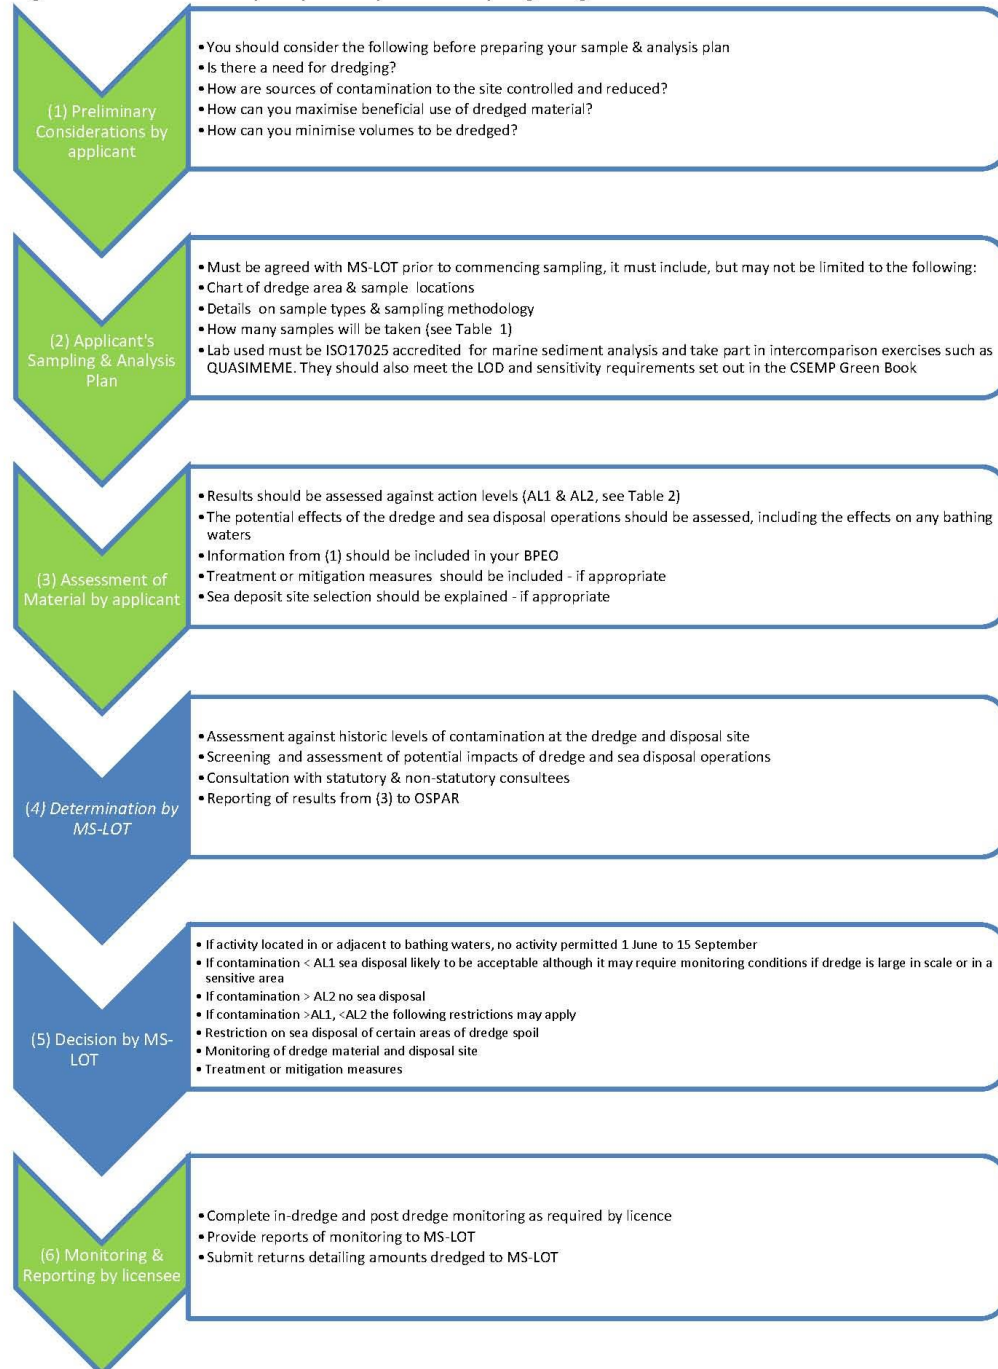 (1) Preliminary
Considerations by
applicant
• You should consider the following before preparing your sample & analysis plan
• Is there a need for dredging?
• How are sources of contamination to the site controlled and reduced?
• How can you maximise beneficial use of dredged material?
• How can you minimise volumes to be dredged?
(2) Applicant's
Sampling & Analysis
Plan
• Must be agreed with MS-LOT prior to commencing sampling, it must include, but may not be limited to the following:
• Chart of dredge area & sample locations
• Details on sample types & sampling methodology
• How many samples will be taken (see Table 1)
• Lab used must be ISO17025 accredited for marine sediment analysis and take part in intercomparison exercises such as
QUASIMEME. They should also meet the LOD and sensitivity requirements set out in the CSEMP Green Book
(3) Assessment of
Material by applicant
• Results should be assessed against action levels (AL1 & AL2, see Table 2)
• The potential effects of the dredge and sea disposal operations should be assessed, including the effects on any bathing
waters
• Information from (1) should be included in your BPEO
• Treatment or mitigation measures should be included - if appropriate
• Sea deposit site selection should be explained - if appropriate
(4) Determination by
MS-LOT
• Assessment against historic levels of contamination at the dredge and disposal site
• Screening and assessment of potential impacts of dredge and sea disposal operations
• Consultation with statutory & non-statutory consultees
• Reporting of results from (3) to OSPAR
(5) Decision by MS-
LOT
• If activity located in or adjacent to bathing waters, no activity permitted 1 June to 15 September
• If contamination < AL1 sea disposal likely to be acceptable although it may require monitoring conditions if dredge is large in scale or in a
sensitive area
• If contamination > AL2 no sea disposal
• If contamination >AL1, <AL2 the following restrictions may apply
• Restriction on sea disposal of certain areas of dredge spoil
• Monitoring of dredge material and disposal site
• Treatment or mitigation measures
(6) Monitoring &
Reporting by licensee
• Complete in-dredge and post dredge monitoring as required by licence
• Provide reports of monitoring to MS-LOT
• Submit returns detailing amounts dredged to MS-LOT